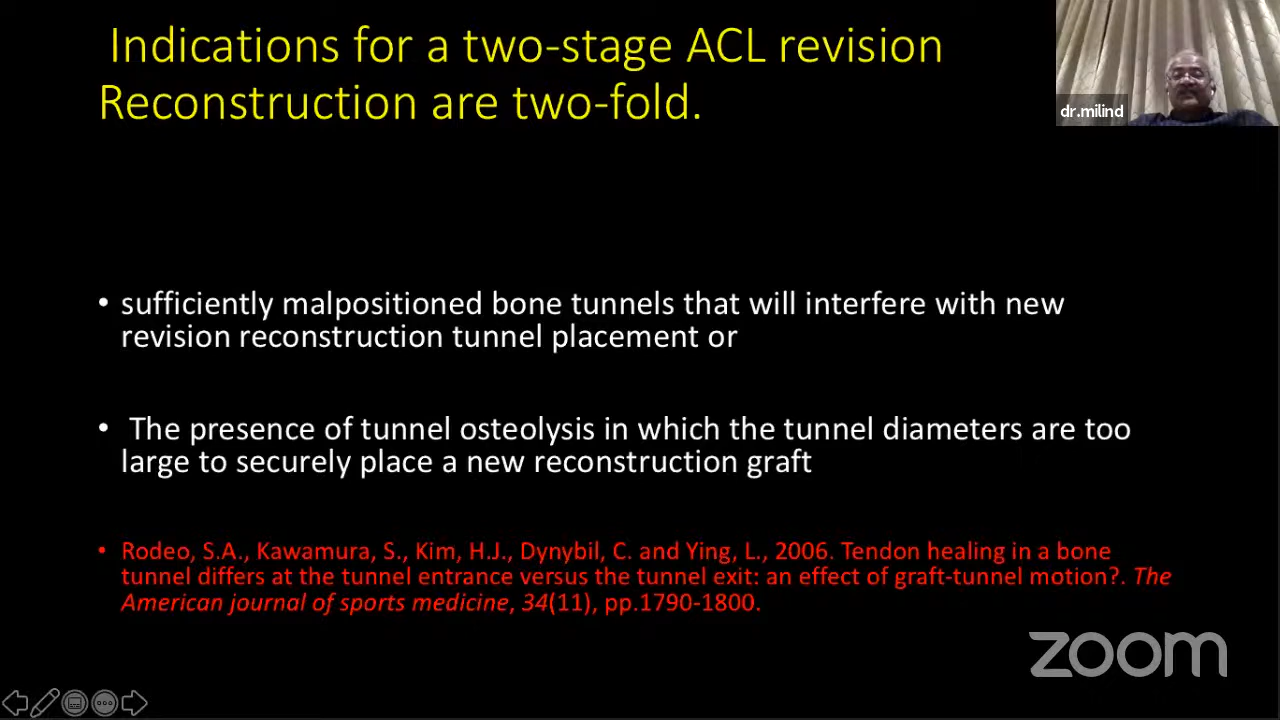 Indications for a two-stage ACL revision
Reconstruction are two-fold.
dr.milind
• sufficiently malpositioned bone tunnels that will interfere with new
revision reconstruction tunnel placement or
• The presence of tunnel osteolysis in which the tunnel diameters are too
large to securely place a new reconstruction graft
• Rodeo, S.A., Kawamura, S., Kim, H.J., Dynybil, C. and Ying, L., 2006. Tendon healing in a bone
tunnel differs at the tunnel entrance versus the tunnel exit: an effect of graft-tunnel motion?. The
American journal of sports medicine, 34(11), pp.1790-1800.
zoom